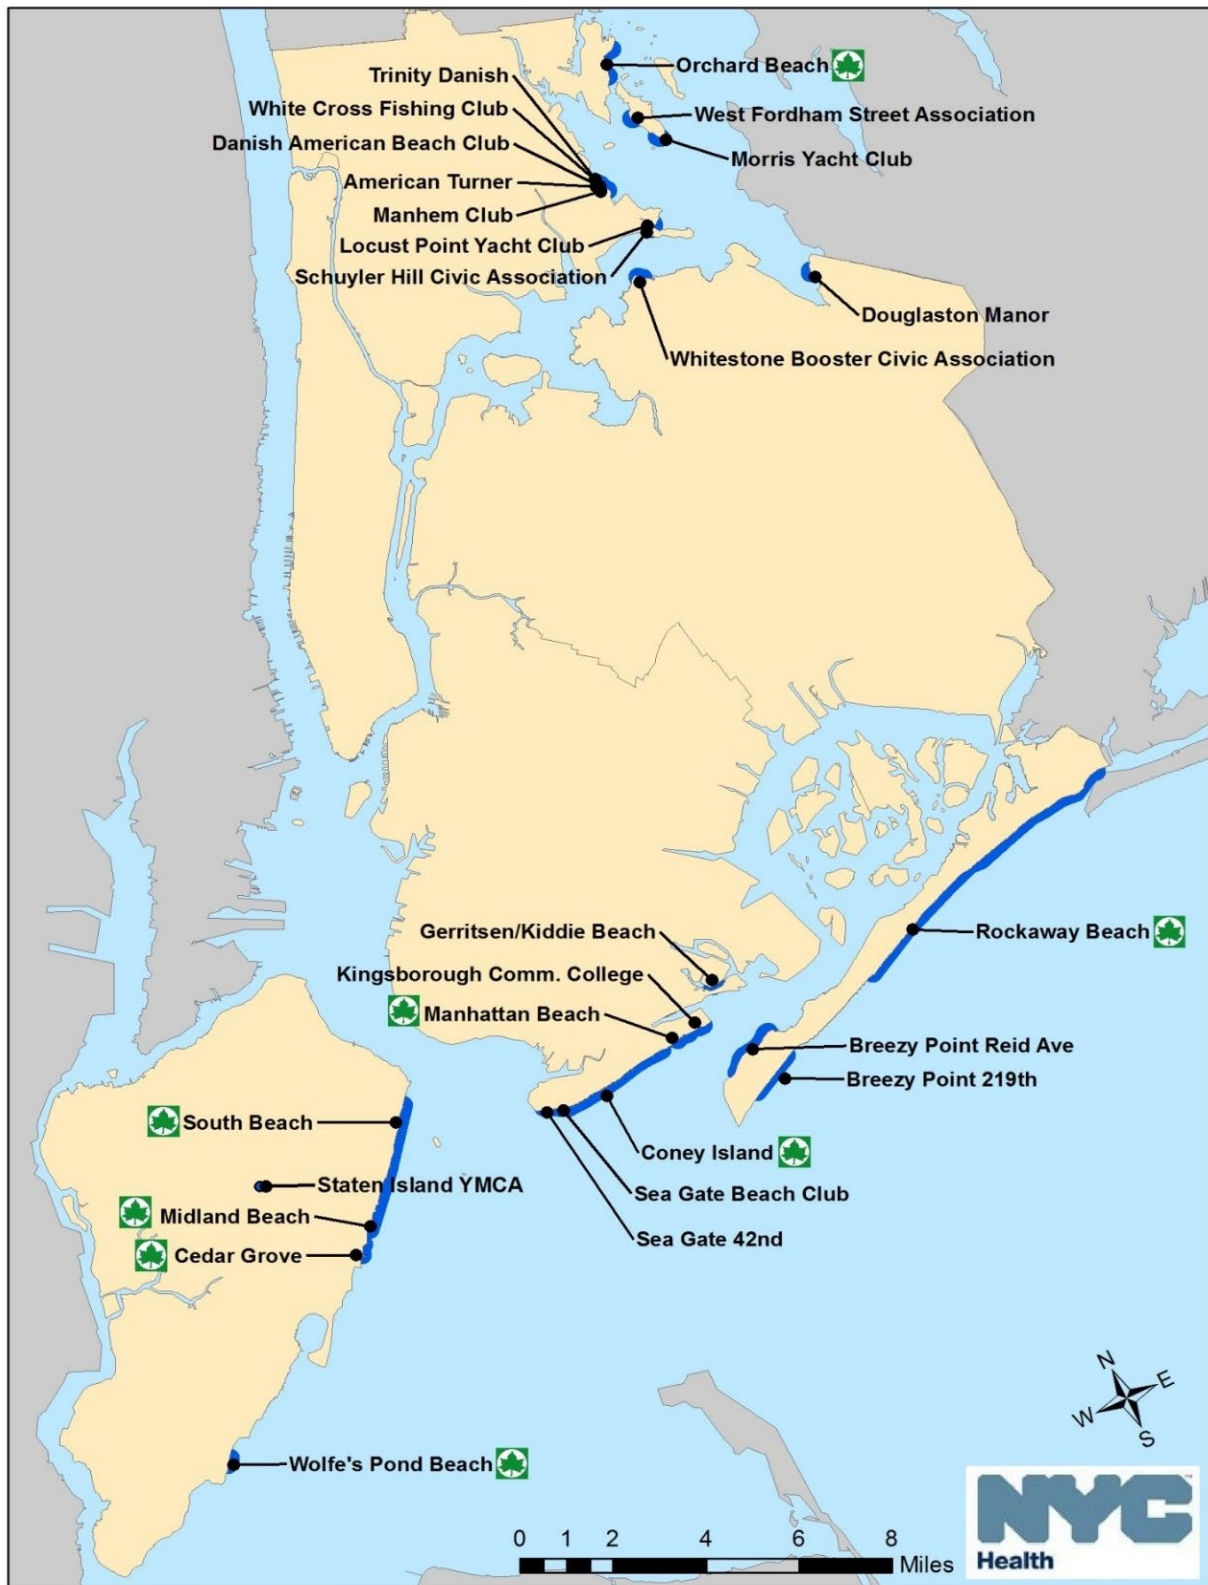 Orchard Beach
Trinity Danish
White Cross Fishing Club
West Fordham Street Association
Danish American Beach Club
Morris Yacht Club
American Turner
Manhem Club
Locust Point Yacht Club
Schuyler Hill Civic Association
Douglaston Manor
Whitestone Booster Civic Association
Gerritsen/Kiddie Beach
Rockaway Beach
Kingsborough Comm. College
Manhattan Beach
Breezy Point Reid Ave
Breezy Point 219th
South Beach
Coney Island
Staten Island YMCA
Sea Gate Beach Club
Midland Beach
Sea Gate 42nd
Cedar Grove
N
E
W
S
Wolfe's Pond Beach
0 1 2 4 6 8
Miles
NYC
TM
Health